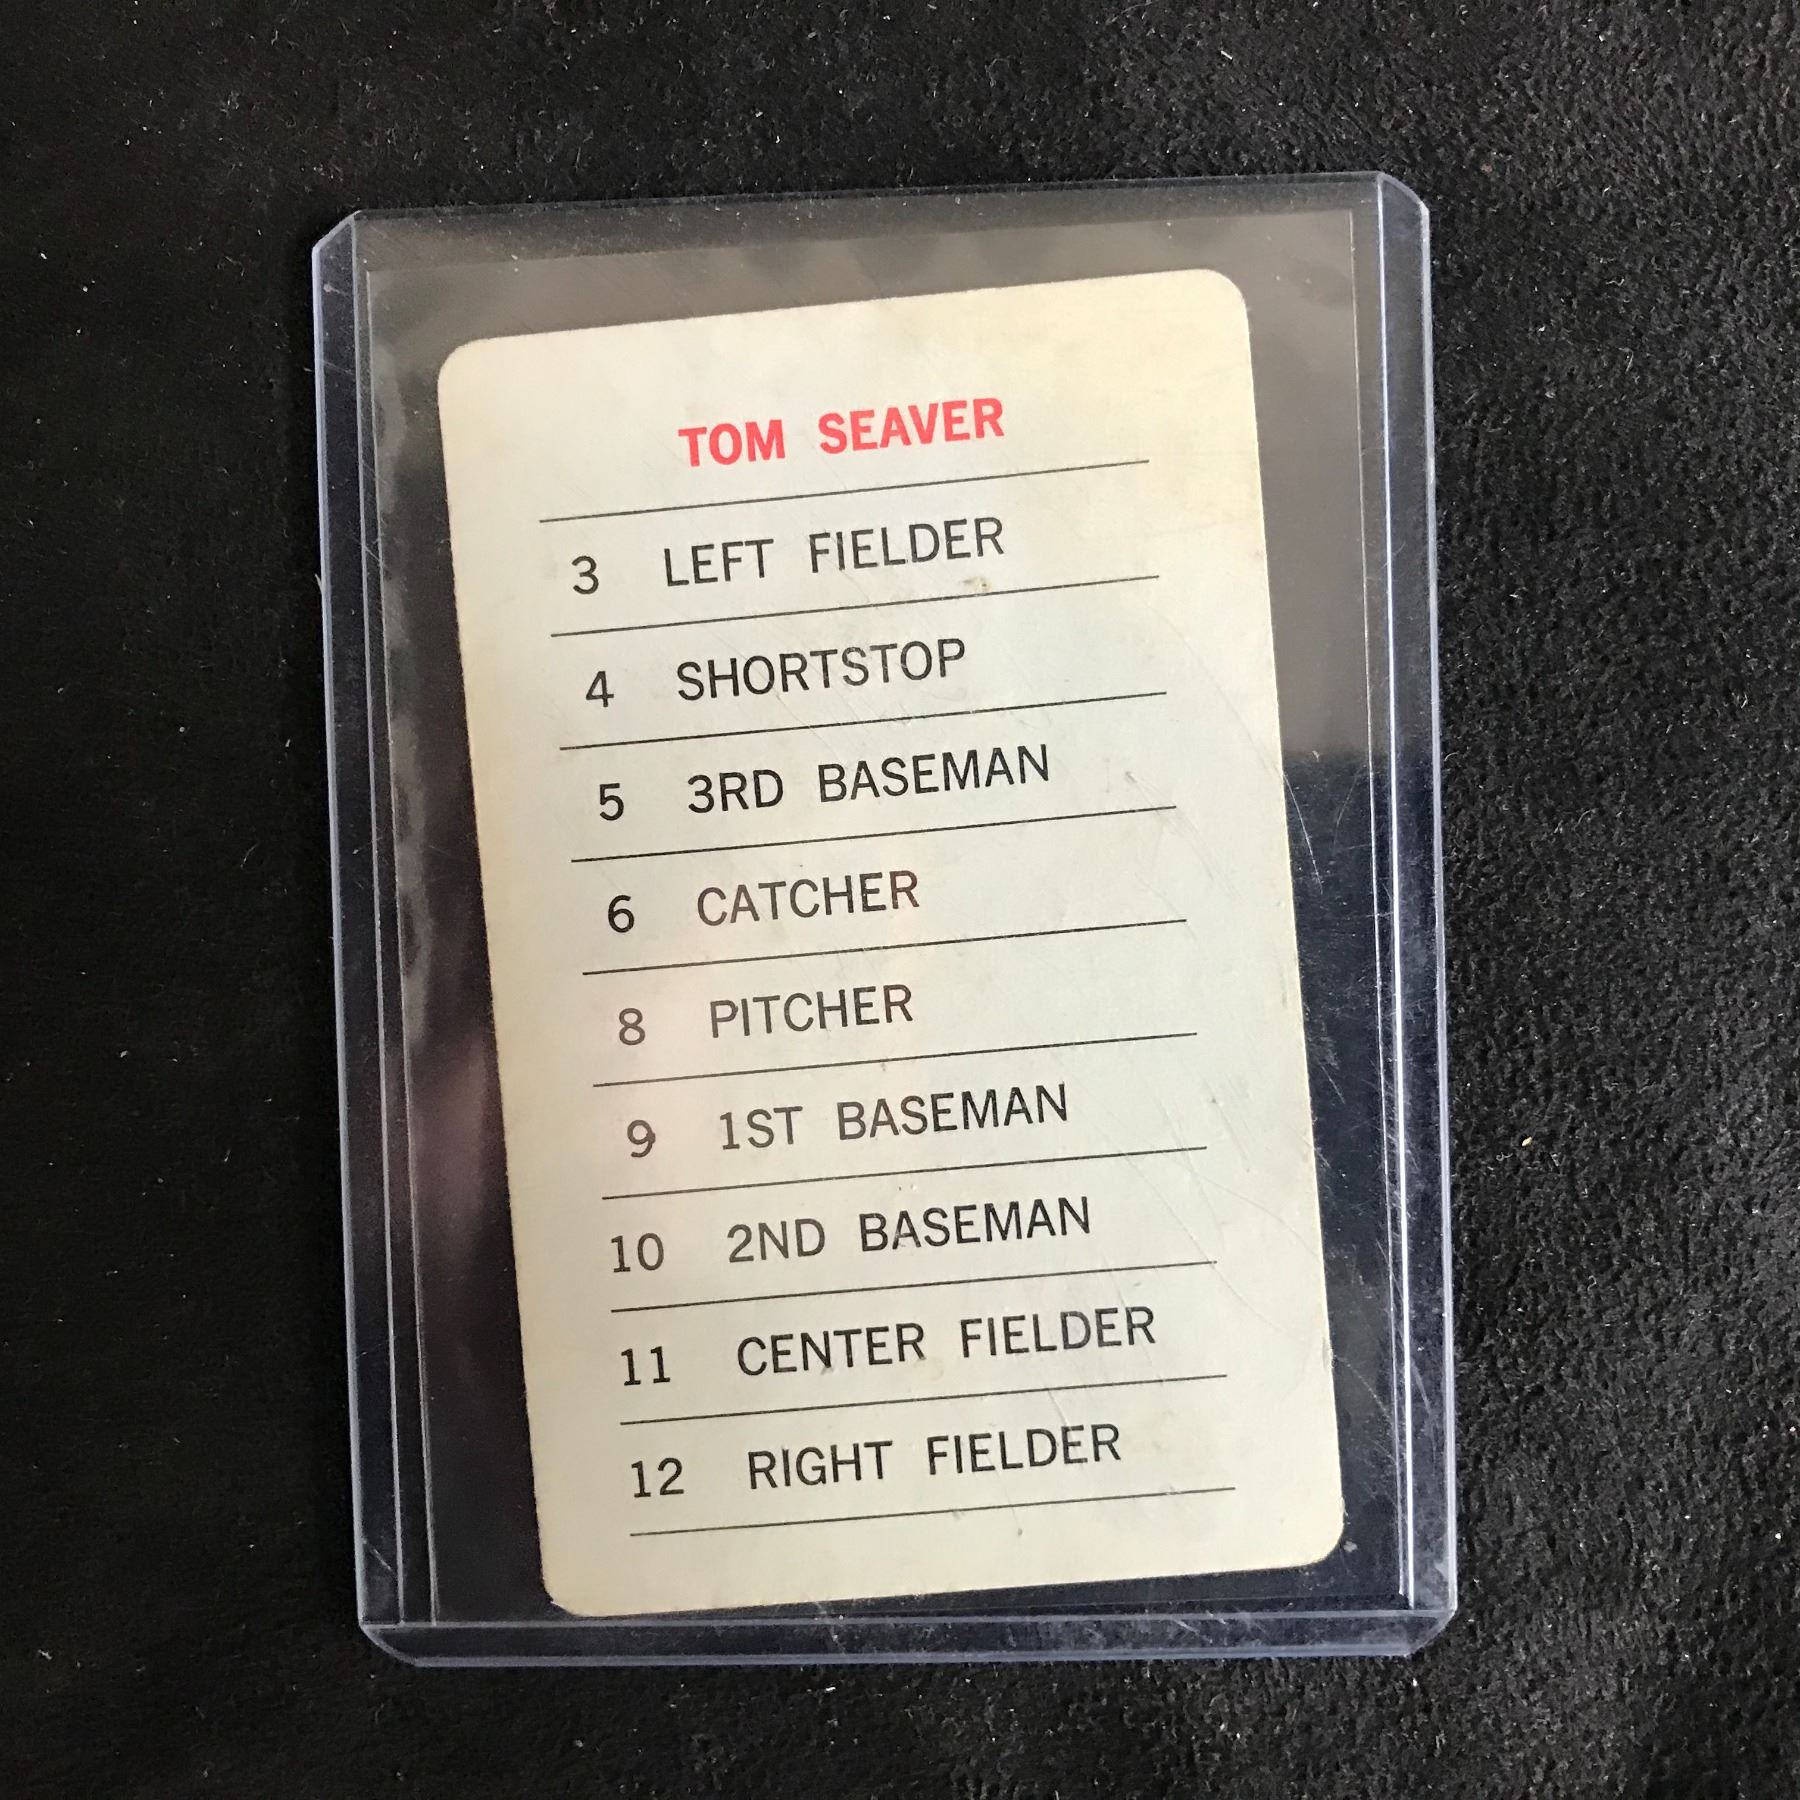 TOM SEAVER
3 LEFT FIELDER
4 SHORTSTOP
5 3RD BASEMAN
6 CATCHER
8 PITCHER
9 1ST BASEMAN
10 2ND BASEMAN
11 CENTER FIELDER
12 RIGHT FIELDER